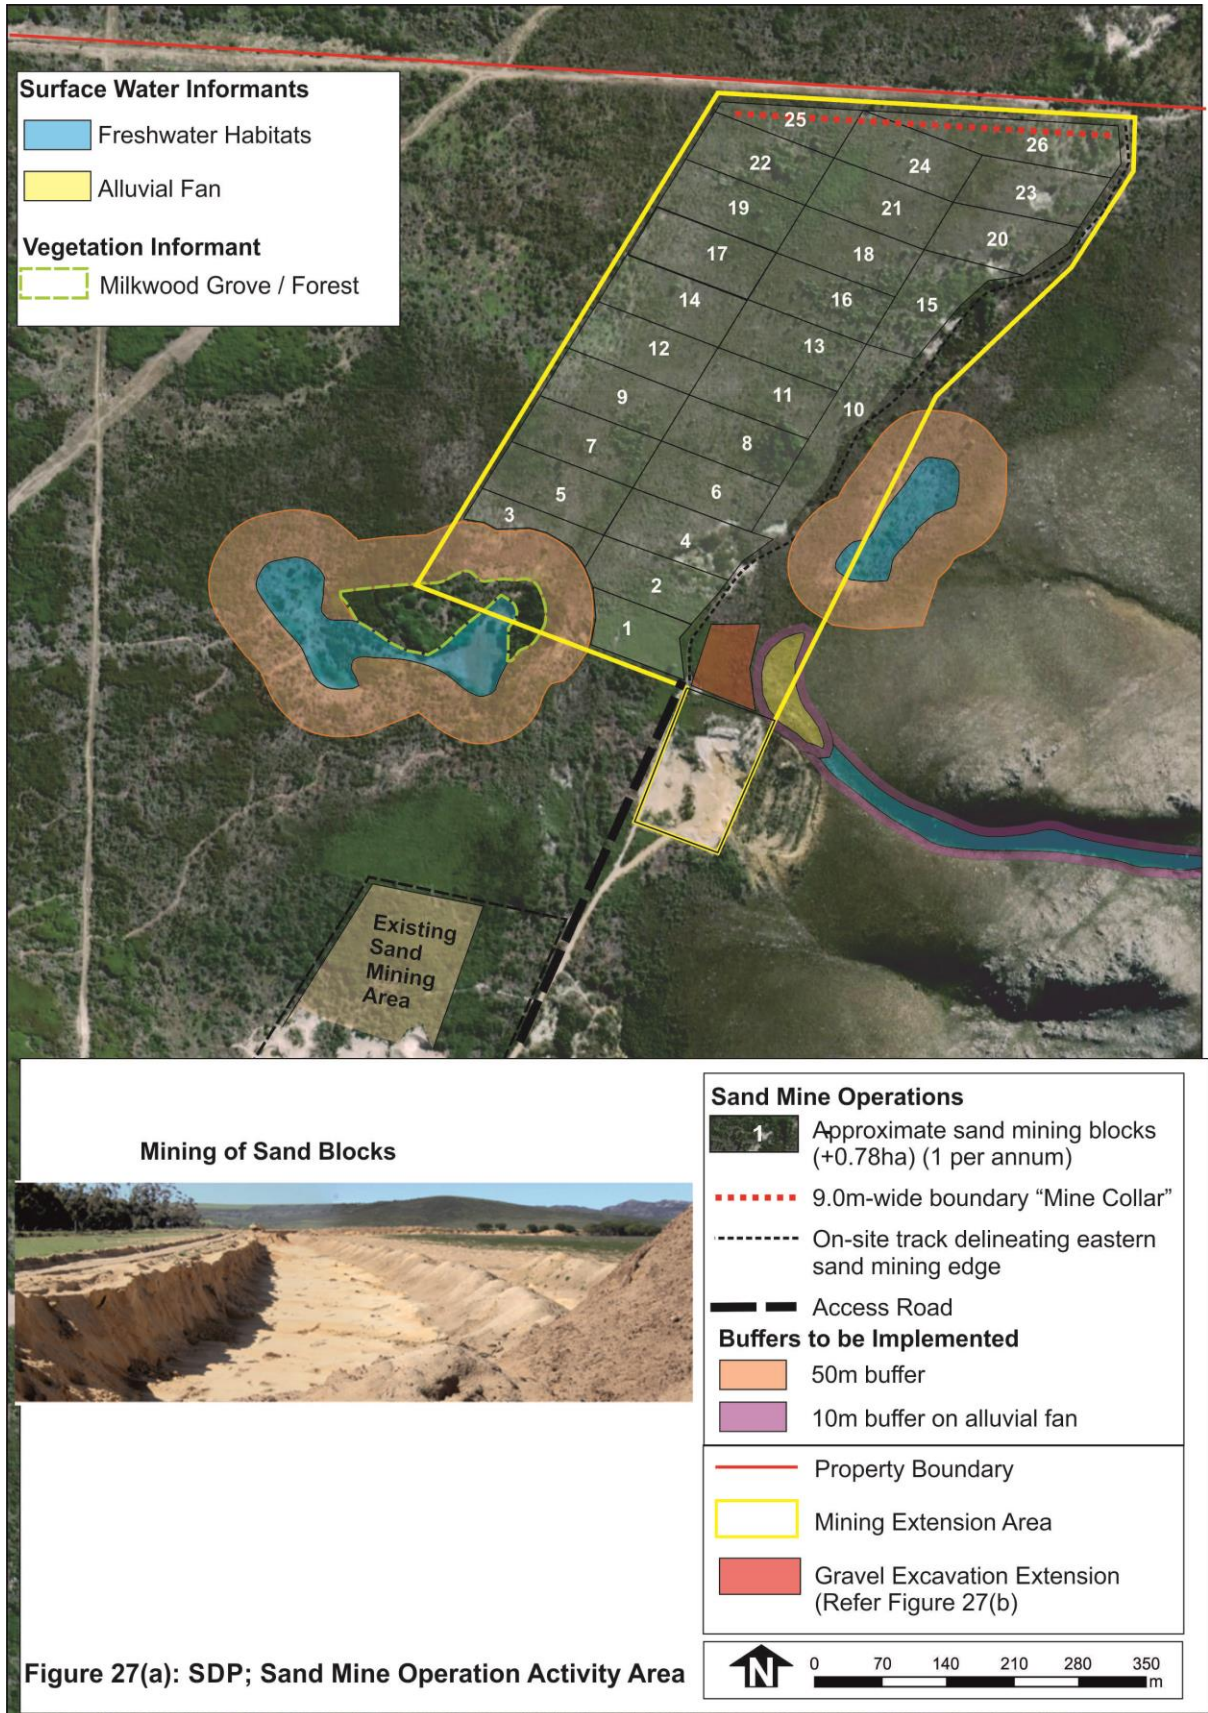 Surface Water Informants
Freshwater Habitats
Alluvial Fan
Vegetation Informant
Milkwood Grove / Forest
25
26
22
24
23
19
21
20
17
18
14
16
15
12
13
9
11
10
7
8
5
6
3
4
2
1
Existing
Sand
Mining
Area
Mining of Sand Blocks
Sand Mine Operations
1
Approximate sand mining blocks
(+0.78ha) (1 per annum)
9.0m-wide boundary “Mine Collar”
On-site track delineating eastern
sand mining edge
Access Road
Buffers to be Implemented
50m buffer
10m buffer on alluvial fan
Property Boundary
Mining Extension Area
Gravel Excavation Extension
(Refer Figure 27(b)
Figure 27(a): SDP; Sand Mine Operation Activity Area
N
0 70 140 210 280 350
m